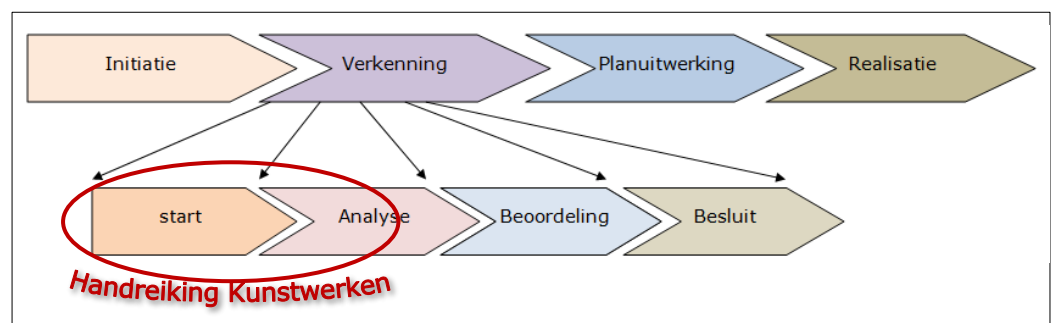 Initiatie
Verkenning
Planuitwerking
Realisatie
start
Analyse
Beoordeling
Besluit
Handreiking Kunstwerken